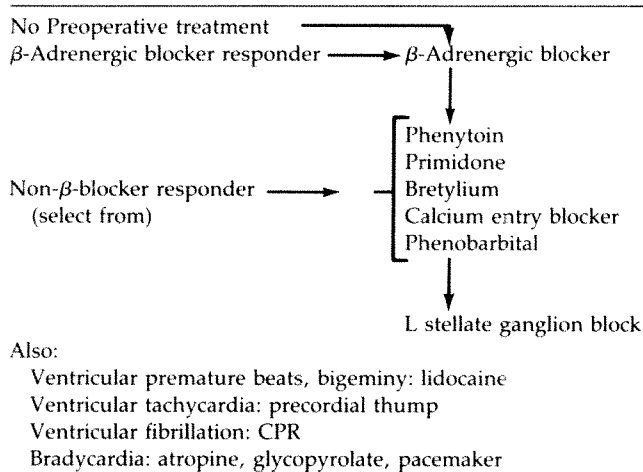 No Preoperative treatment
β-Adrenergic blocker responder β-Adrenergic blocker
Phenytoin
Primidone
Bretylium
Calcium entry blocker
Phenobarbital
Non-β-blocker responder
(select from)
L stellate ganglion block
Also:
Ventricular premature beats, bigeminy: lidocaine
Ventricular tachycardia: precordial thump
Ventricular fibrillation: CPR
Bradycardia: atropine, glycopyrolate, pacemaker